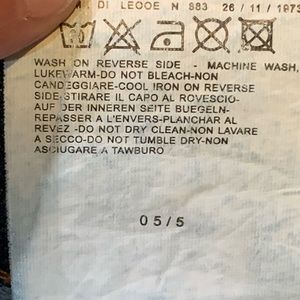 DI LEGGE N 883 26 / 11 / 1973
WASH ON REVERSE SIDE - MACHINE WASH,
LUKEWARM-DO NOT BLEACH-NON
CANDEGGIARE-COOL IRON ON REVERSE
SIDE-STIRARE IL CAPO AL ROVESCIO-
AUF DER INNEREN SEITE BUEGELN-
REPASSER A L'ENVERS-PLANCHAR AL
REVEZ -DO NOT DRY CLEAN-NON LAVARE
A SECCO-DO NOT TUMBLE DRY-NON
ASCIUGARE A TAWBURO
05/5